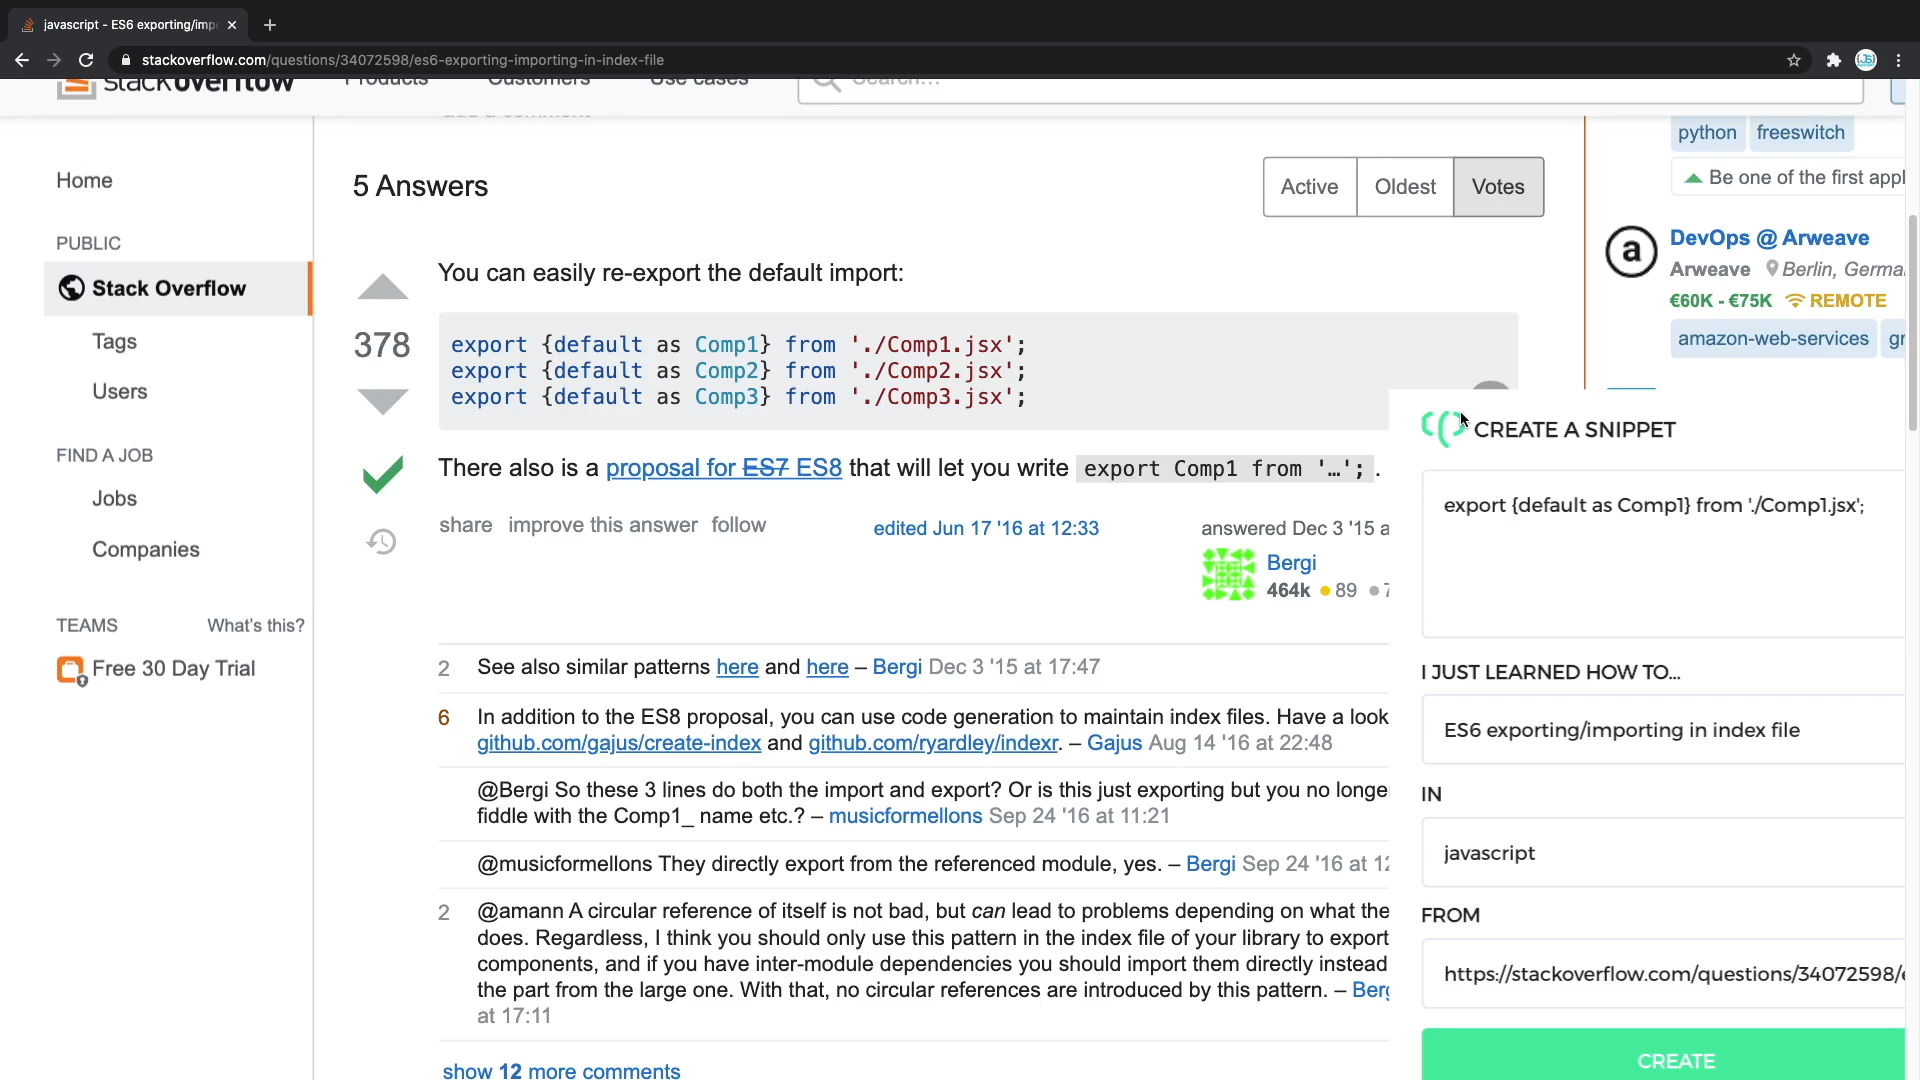 javascript - ES6 exporting/imp
stackoverflow.com/questions/34072598/es6-exporting-importing-in-index-file
stackoverflow
Products
Customers
Use cases
Search...
add a comment
Home
PUBLIC
Stack Overflow
Tags
Users
FIND A JOB
Jobs
Companies
TEAMS What's this?
Free 30 Day Trial
5 Answers
Active Oldest Votes
378
You can easily re-export the default import:
export {default as Comp1} from './Comp1.jsx';
export {default as Comp2} from './Comp2.jsx';
export {default as Comp3} from './Comp3.jsx';
There also is a proposal for ES7 ES8 that will let you write export Comp1 from '…'; .
share improve this answer follow
edited Jun 17 '16 at 12:33
answered Dec 3 '15 a
Bergi
464k 89 7
2 See also similar patterns here and here – Bergi Dec 3 '15 at 17:47
6 In addition to the ES8 proposal, you can use code generation to maintain index files. Have a look
github.com/gajus/create-index and github.com/ryardley/indexr. – Gajus Aug 14 '16 at 22:48
@Bergi So these 3 lines do both the import and export? Or is this just exporting but you no longe
fiddle with the Comp1_ name etc.? – musicformellons Sep 24 '16 at 11:21
@musicformellons They directly export from the referenced module, yes. – Bergi Sep 24 '16 at 12
2 @amann A circular reference of itself is not bad, but can lead to problems depending on what the
does. Regardless, I think you should only use this pattern in the index file of your library to export
components, and if you have inter-module dependencies you should import them directly instead
the part from the large one. With that, no circular references are introduced by this pattern. – Berg
at 17:11
show 12 more comments
python freeswitch
Be one of the first appl
a
DevOps @ Arweave
Arweave Berlin, Germa
€60K - €75K REMOTE
amazon-web-services gr
CREATE A SNIPPET
export {default as Comp1} from './Comp1.jsx';
I JUST LEARNED HOW TO...
ES6 exporting/importing in index file
IN
javascript
FROM
https://stackoverflow.com/questions/34072598/e
CREATE